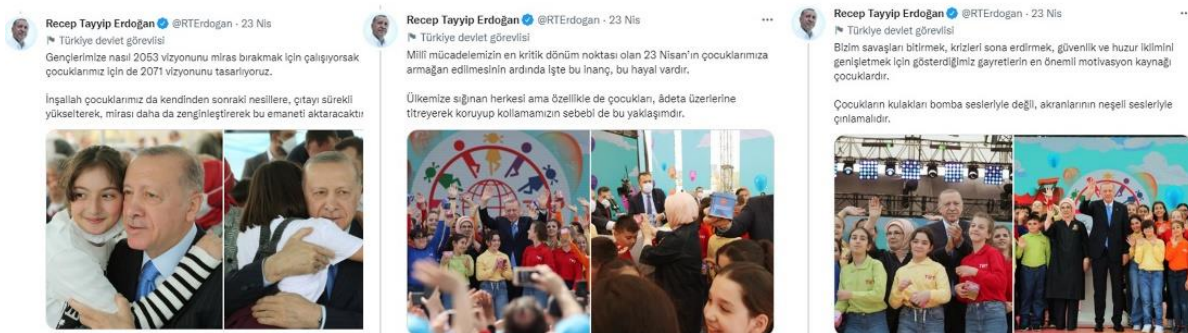 Recep Tayyip Erdoğan @RTErdogan · 23 Nis
Türkiye devlet görevlisi
Gençlerimize nasıl 2053 vizyonunu miras bırakmak için çalışıyorsak
çocuklarımız için de 2071 vizyonunu tasarlıyoruz.
İnşallah çocuklarımız da kendinden sonraki nesillere, çıtayı sürekli
yükselterek, mirası daha da zenginleştirerek bu emaneti aktaracaktır
Recep Tayyip Erdoğan @RTErdogan · 23 Nis
Türkiye devlet görevlisi
Millî mücadelemizin en kritik dönüm noktası olan 23 Nisan'ın çocuklarımıza
armağan edilmesinin ardında işte bu inanç, bu hayal vardır.
Ülkemize sığınan herkesi ama özellikle de çocukları, âdeta üzerlerine
titreyerek koruyup kollamamızın sebebi de bu yaklaşımdır.
Recep Tayyip Erdoğan @RTErdogan · 23 Nis
Türkiye devlet görevlisi
Bizim savaşları bitirmek, krizleri sona erdirmek, güvenlik ve huzur iklimini
genişletmek için gösterdiğimiz gayretlerin en önemli motivasyon kaynağı
çocuklardır.
Çocukların kulakları bomba sesleriyle değil, akranlarının neşeli sesleriyle
çınlamalıdır.